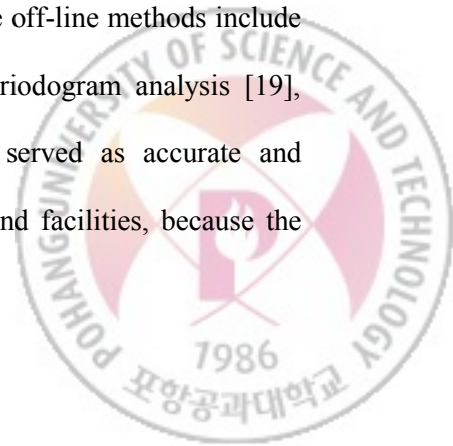 e off-line methods include
riodogram analysis [19],
served as accurate and
nd facilities, because the
POHANG UNIVERSITY OF SCIENCE AND TECHNOLOGY
1986
포항공과대학교